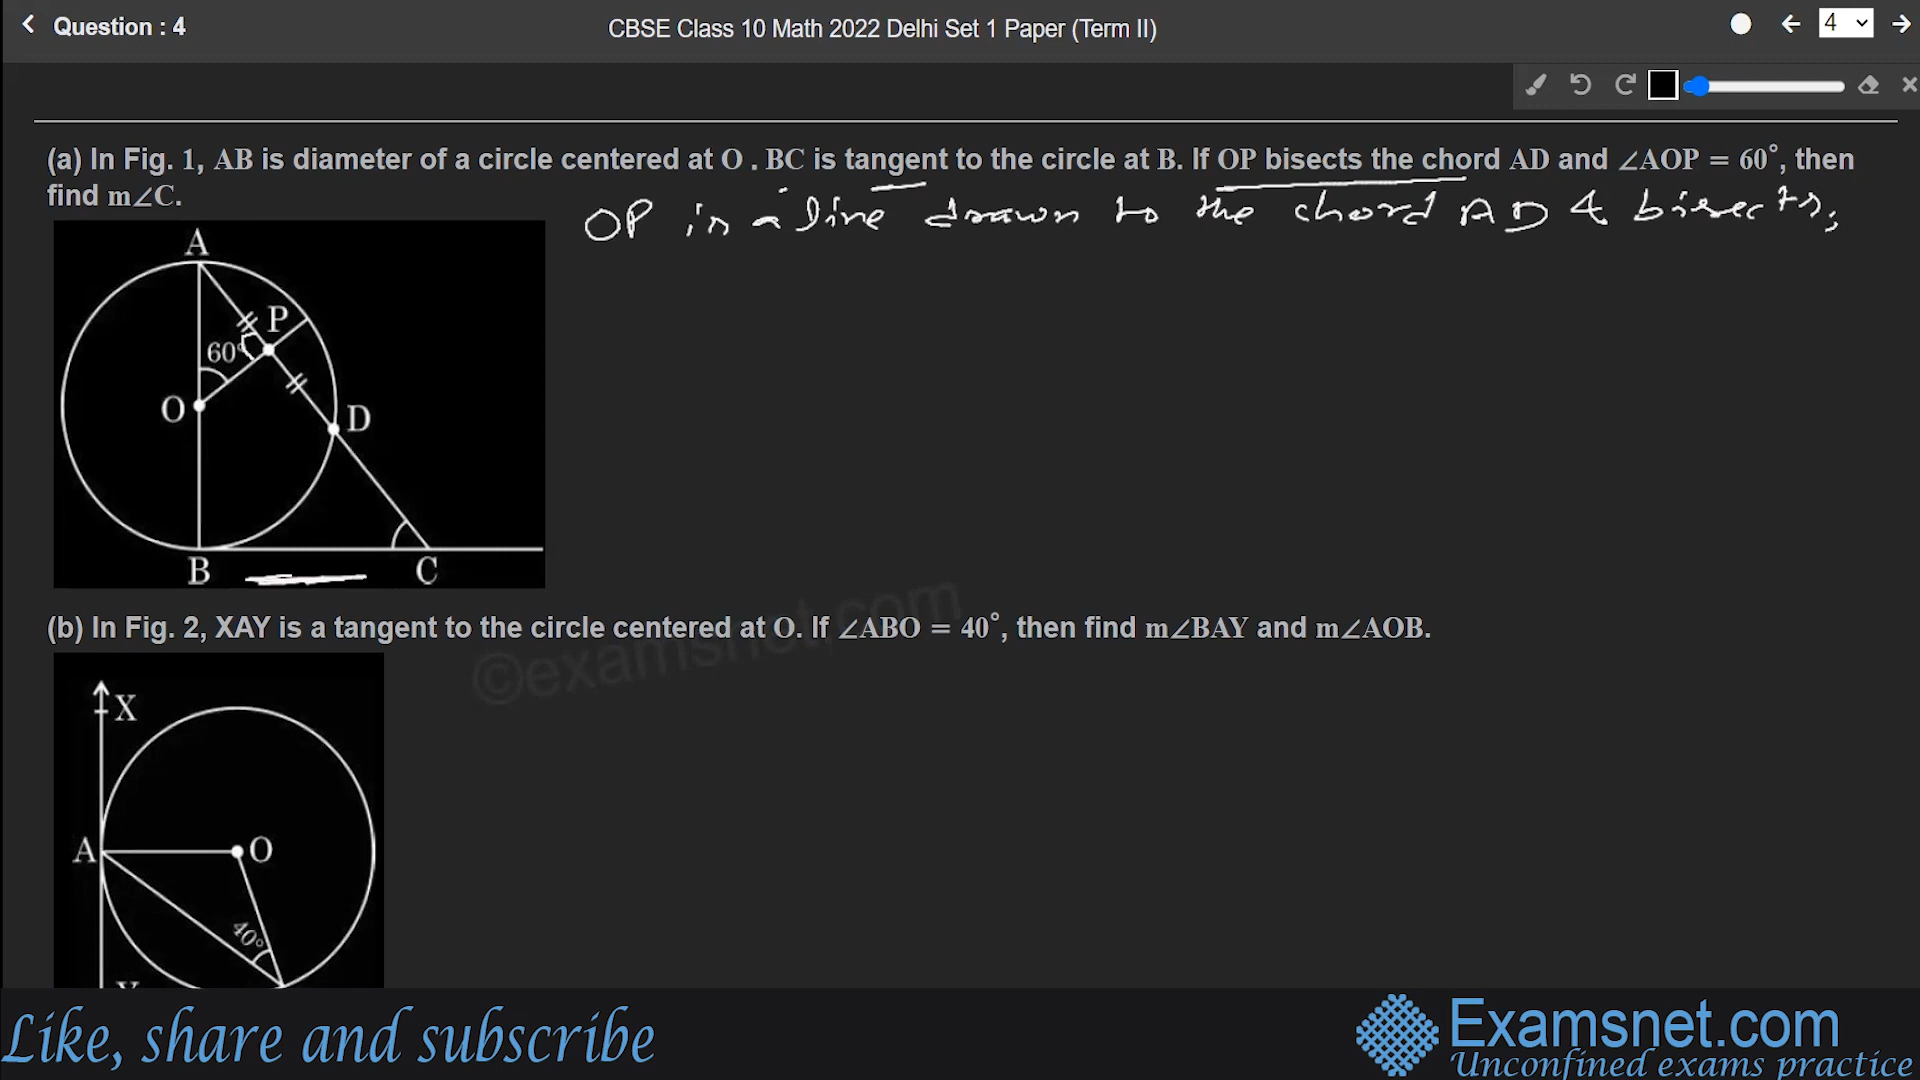 Question : 4
CBSE Class 10 Math 2022 Delhi Set 1 Paper (Term II)
4
(a) In Fig. 1, AB is diameter of a circle centered at O . BC is tangent to the circle at B. If OP bisects the chord AD and ∠AOP = 60°, then
find m∠C.
OP is a line drawn to the chord AD & bisects,
A
P
60°
O
D
B
C
(b) In Fig. 2, XAY is a tangent to the circle centered at O. If ∠ABO = 40°, then find m∠BAY and m∠AOB.
©examsnet.com
X
A
O
40°
Like, share and subscribe
Examsnet.com
Unconfined exams practice